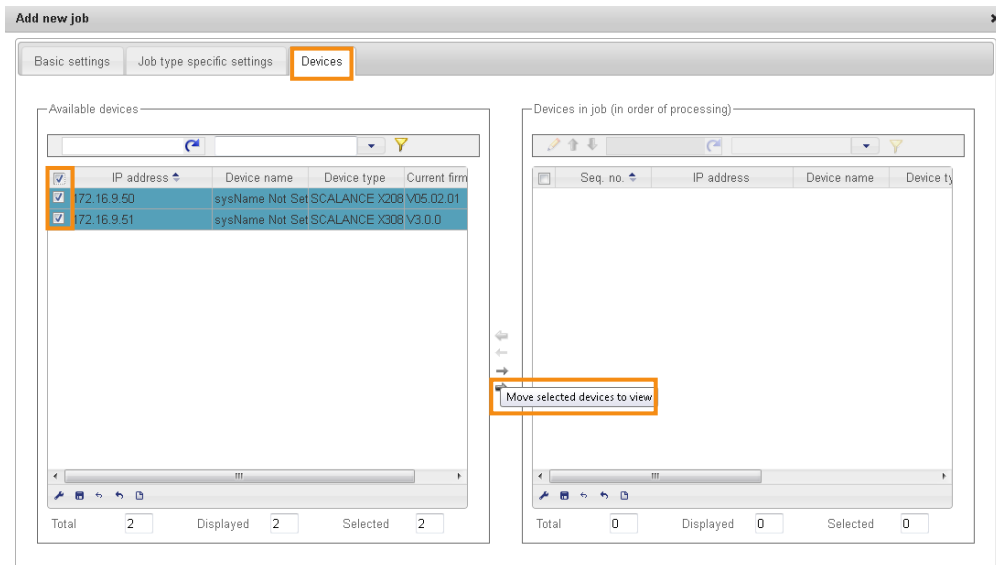 Add new job
Basic settings Job type specific settings Devices
Available devices
IP address Device name Device type Current firm
172.16.9.50 sysName Not Set SCALANCE X208 V05.02.01
172.16.9.51 sysName Not Set SCALANCE X308 V3.0.0
Total 2 Displayed 2 Selected 2
Move selected devices to view
Devices in job (in order of processing)
Seq. no. IP address Device name Device ty
Total 0 Displayed 0 Selected 0